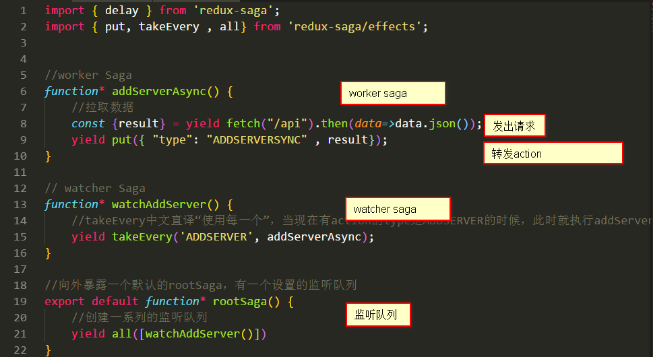 1 import { delay } from 'redux-saga';
2 import { put, takeEvery , all} from 'redux-saga/effects';
3
4
5 //worker Saga
6 function* addServerAsync() {
worker saga
7 //拉取数据
8 const {result} = yield fetch("/api").then(data=>data.json());
发出请求
9 yield put({ "type": "ADDSERVERSYNC" , result});
转发action
10 }
11
12 // watcher Saga
13 function* watchAddServer() {
watcher saga
14 //takeEvery中文直译“使用每一个”，当现在有ADDSERVER的时候，此时就执行addServer
15 yield takeEvery('ADDSERVER', addServerAsync);
16 }
17
18 //向外暴露一个默认的rootSaga，有一个设置的监听队列
19 export default function* rootSaga() {
监听队列
20 //创建一系列的监听队列
21 yield all([watchAddServer()])
22 }